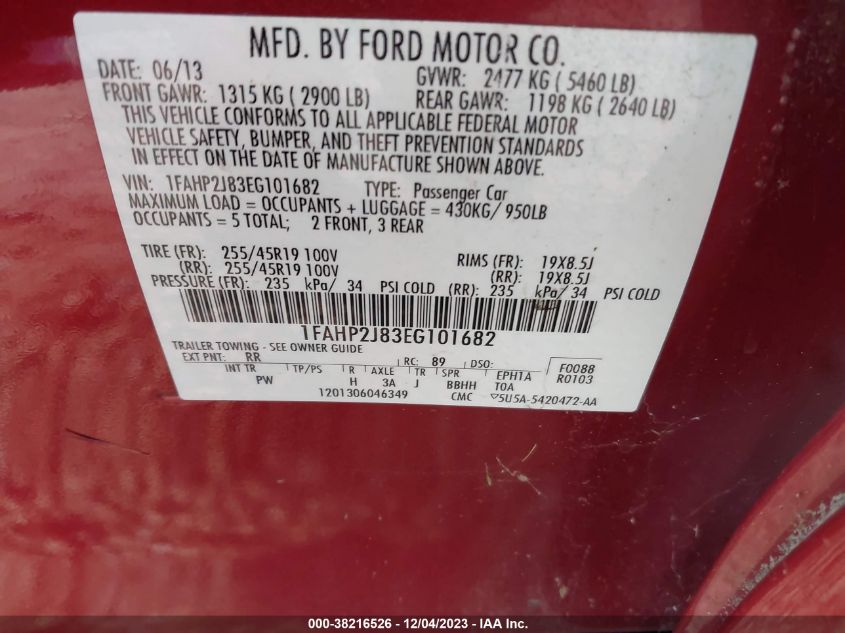 MFD. BY FORD MOTOR CO.
DATE: 06/13 GVWR: 2477 KG ( 5460 LB)
FRONT GAWR: 1315 KG ( 2900 LB) REAR GAWR: 1198 KG ( 2640 LB)
THIS VEHICLE CONFORMS TO ALL APPLICABLE FEDERAL MOTOR
VEHICLE SAFETY, BUMPER, AND THEFT PREVENTION STANDARDS
IN EFFECT ON THE DATE OF MANUFACTURE SHOWN ABOVE.
VIN: 1FAHP2J83EG101682 TYPE: Passenger Car
MAXIMUM LOAD = OCCUPANTS + LUGGAGE = 430KG/ 950LB
OCCUPANTS = 5 TOTAL; 2 FRONT, 3 REAR
TIRE (FR): 255/45R19 100V RIMS (FR): 19X8.5J
(RR): 255/45R19 100V (RR): 19X8.5J
PRESSURE (FR): 235 kPa/ 34 PSI COLD (RR): 235 kPa/ 34 PSI COLD
1FAHP2J83EG101682
TRAILER TOWING - SEE OWNER GUIDE
EXT PNT: RR RC: 89 DSO: F0088
INT TR TP/PS R AXLE TR SPR EPH1A R0103
PW H 3A J BBHH T0A
1201306046349 CMC ▽5U5A-5420472-AA
000-38216526 - 12/04/2023 - IAA Inc.